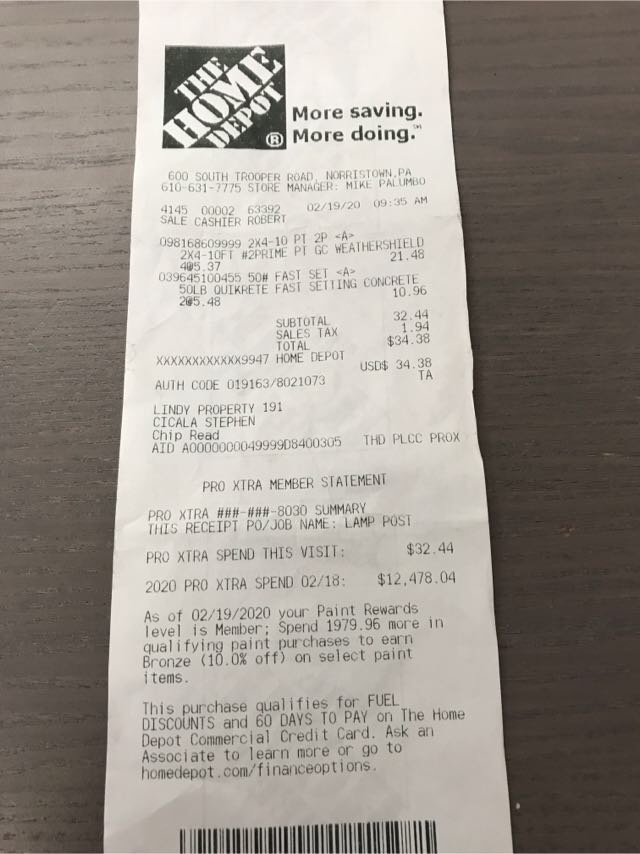 THE
HOME
DEPOT
®
More saving.
More doing.℠
600 SOUTH TROOPER ROAD, NORRISTOWN,PA
610-631-7775 STORE MANAGER: MIKE PALUMBO
4145 00002 63392 02/19/20 09:35 AM
SALE CASHIER ROBERT
098168609999 2X4-10 PT 2P <A>
2X4-10FT #2PRIME PT GC WEATHERSHIELD
4@5.37 21.48
039645100455 50# FAST SET <A>
50LB QUIKRETE FAST SETTING CONCRETE
2@5.48 10.96
SUBTOTAL 32.44
SALES TAX 1.94
TOTAL $34.38
XXXXXXXXXXXX9947 HOME DEPOT
USD$ 34.38
AUTH CODE 019163/8021073 TA
LINDY PROPERTY 191
CICALA STEPHEN
Chip Read
AID A0000000049999D8400305 THD PLCC PROX
PRO XTRA MEMBER STATEMENT
PRO XTRA ###-###-8030 SUMMARY
THIS RECEIPT PO/JOB NAME: LAMP POST
PRO XTRA SPEND THIS VISIT: $32.44
2020 PRO XTRA SPEND 02/18: $12,478.04
As of 02/19/2020 your Paint Rewards
level is Member; Spend 1979.96 more in
qualifying paint purchases to earn
Bronze (10.0% off) on select paint
items.
This purchase qualifies for FUEL
DISCOUNTS and 60 DAYS TO PAY on The Home
Depot Commercial Credit Card. Ask an
Associate to learn more or go to
homedepot.com/financeoptions.